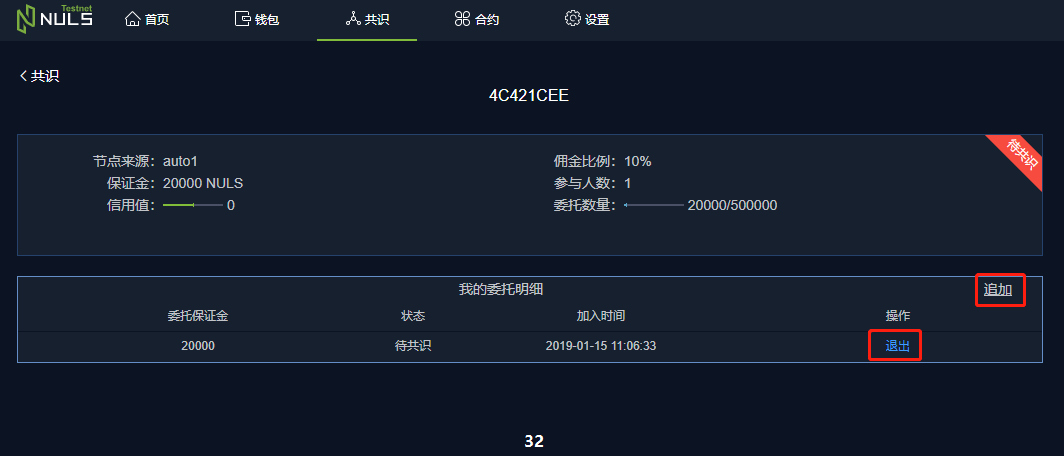 Testnet
NULS 首页 钱包 共识 合约 设置
共识
4C421CEE
待共识
节点来源： auto1 佣金比例： 10%
保证金： 20000 NULS 参与人数： 1
信用值： 0 委托数量： 20000/500000
我的委托明细 追加
委托保证金 状态 加入时间 操作
20000 待共识 2019-01-15 11:06:33 退出
32